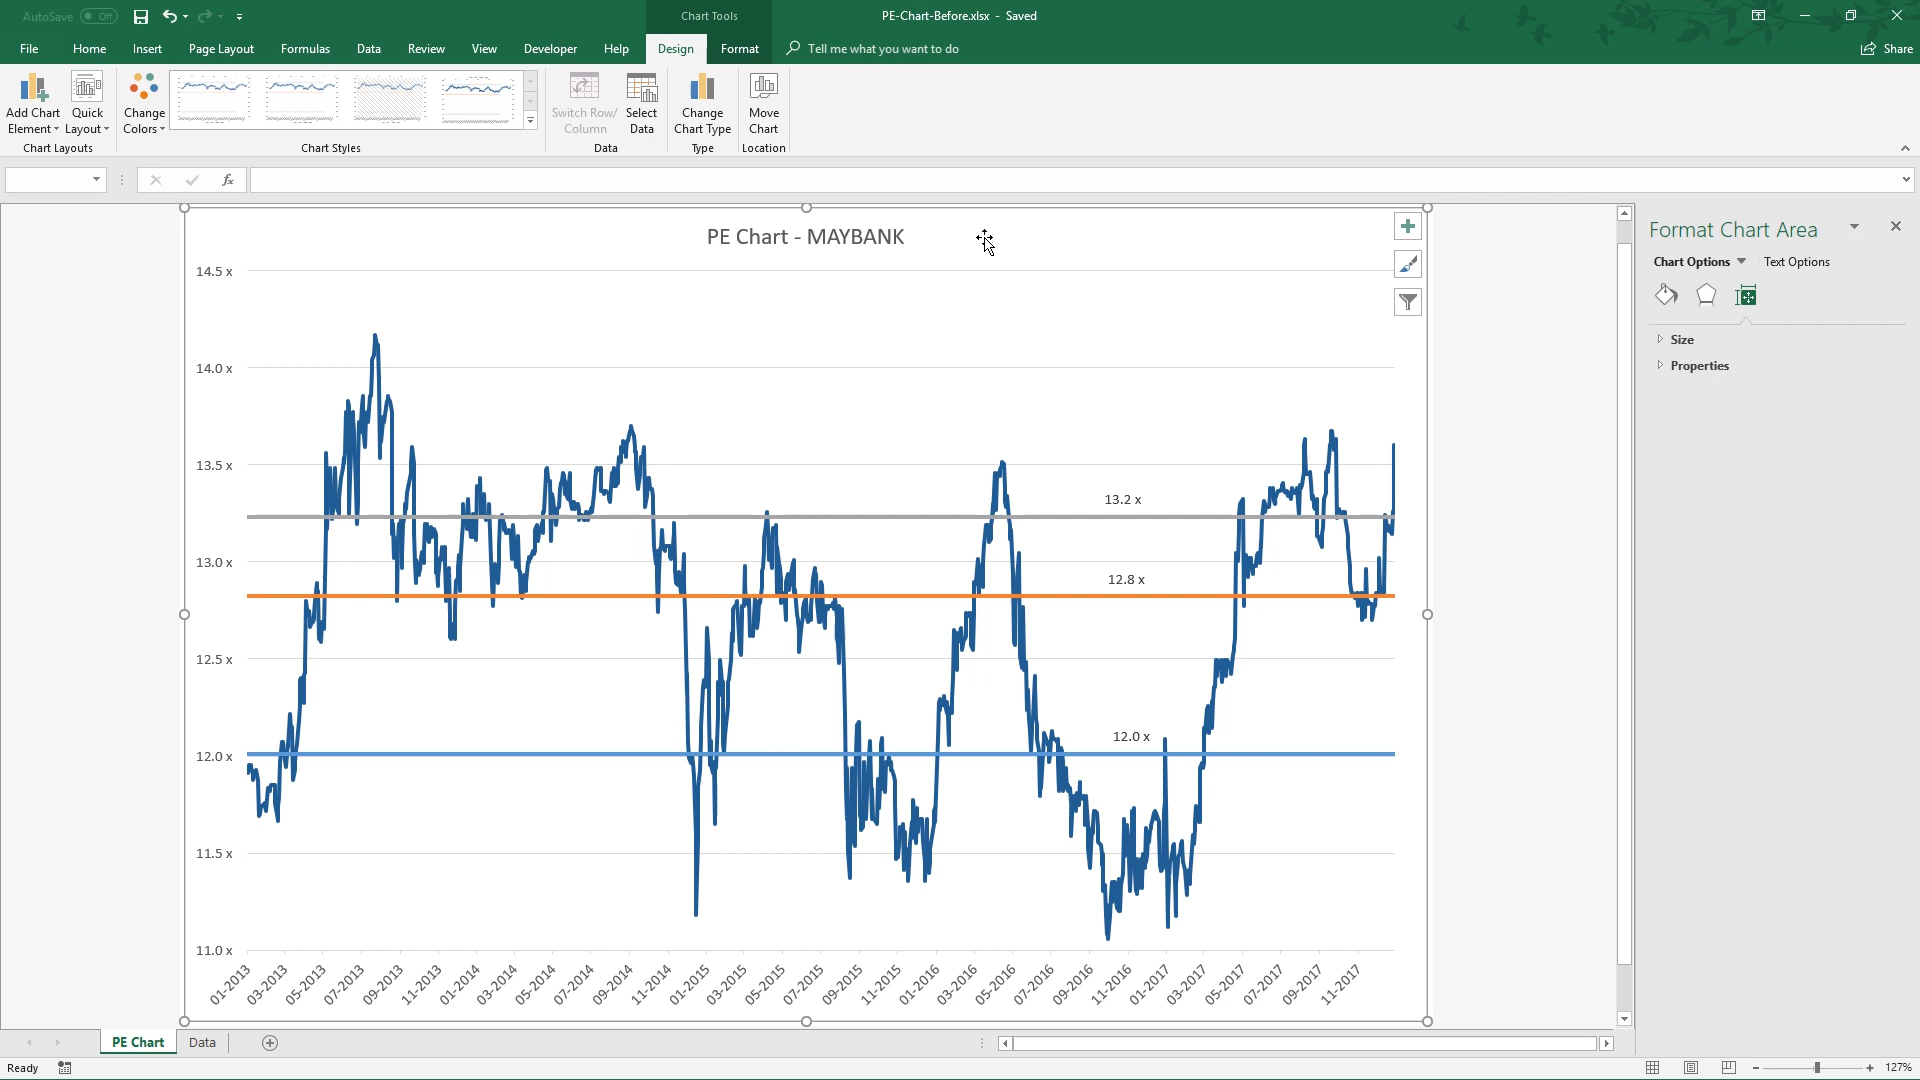 AutoSave Off Chart Tools PE-Chart-Before.xlsx - Saved
File Home Insert Page Layout Formulas Data Review View Developer Help Design Format Tell me what you want to do Share
Add Chart Element Quick Layout Change Colors Switch Row/ Column Select Data Change Chart Type Move Chart
Chart Layouts Chart Styles Data Type Location
fx
PE Chart - MAYBANK
14.5 x
14.0 x
13.5 x
13.2 x
13.0 x
12.8 x
12.5 x
12.0 x
12.0 x
11.5 x
11.0 x
01-2013 03-2013 05-2013 07-2013 09-2013 11-2013 01-2014 03-2014 05-2014 07-2014 09-2014 11-2014 01-2015 03-2015 05-2015 07-2015 09-2015 11-2015 01-2016 03-2016 05-2016 07-2016 09-2016 11-2016 01-2017 03-2017 05-2017 07-2017 09-2017 11-2017
Format Chart Area
Chart Options Text Options
Size
Properties
PE Chart Data
Ready 127%